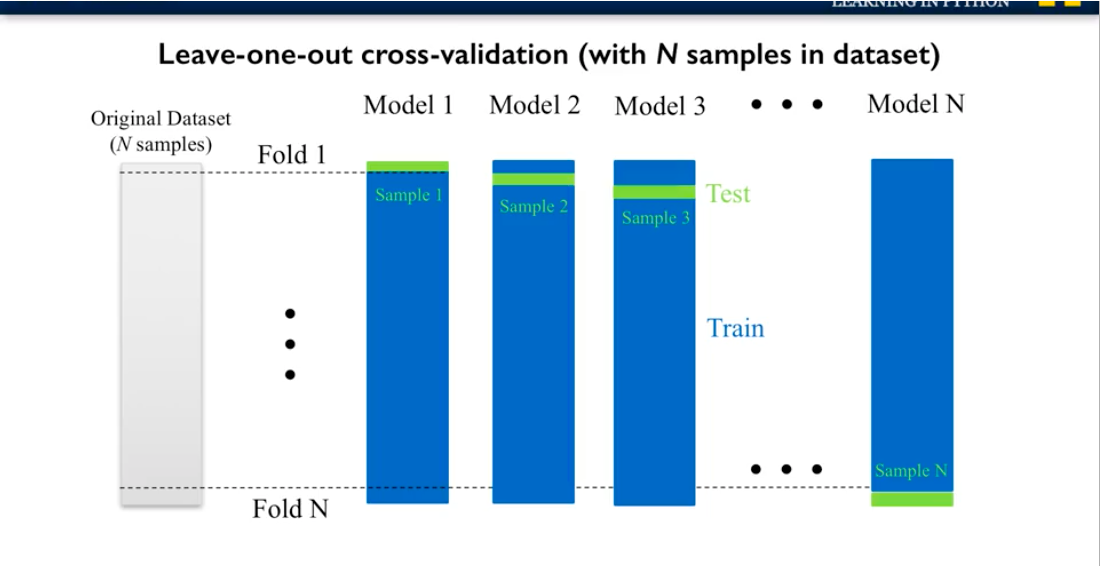 LEARNING IN PYTHON
Leave-one-out cross-validation (with N samples in dataset)
Model 1 Model 2 Model 3 • • • Model N
Original Dataset
(N samples)
Fold 1
Sample 1
Sample 2
Sample 3
Test
Train
Sample N
Fold N